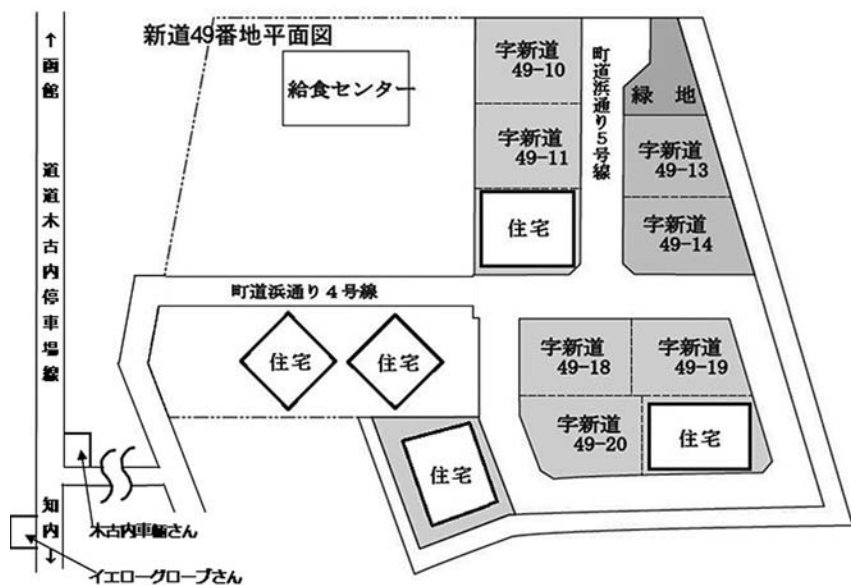 新道49番地平面図
↑函館 道道木古内停車場線 知内↓
給食センター
字新道
49-10
字新道
49-11
住宅
町道浜通り5号線
緑 地
字新道
49-13
字新道
49-14
町道浜通り4号線
住宅
住宅
住宅
字新道
49-18
字新道
49-19
字新道
49-20
住宅
木古内車輛さん
イエローグローブさん